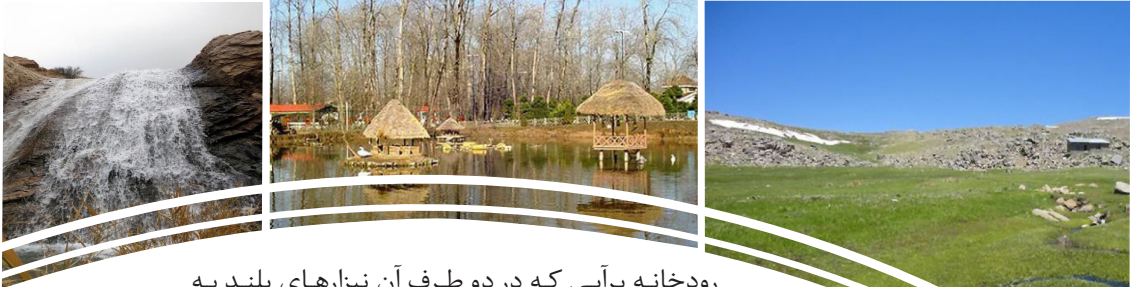 رودخانه پرآبی که در دو طرف آن نیزارهای بلند به